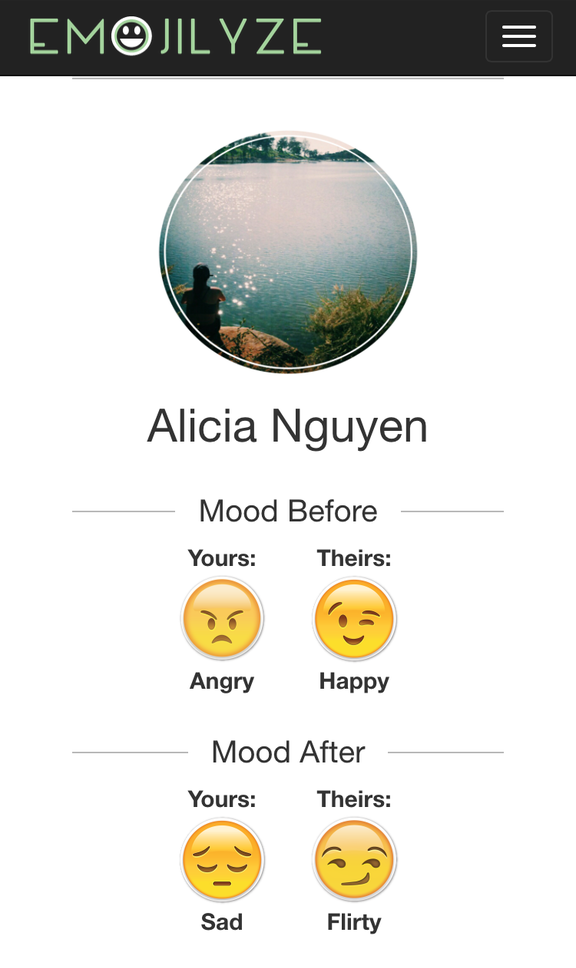 EMOJILYZE
Alicia Nguyen
Mood Before
Yours: Theirs:
Angry Happy
Mood After
Yours: Theirs:
Sad Flirty